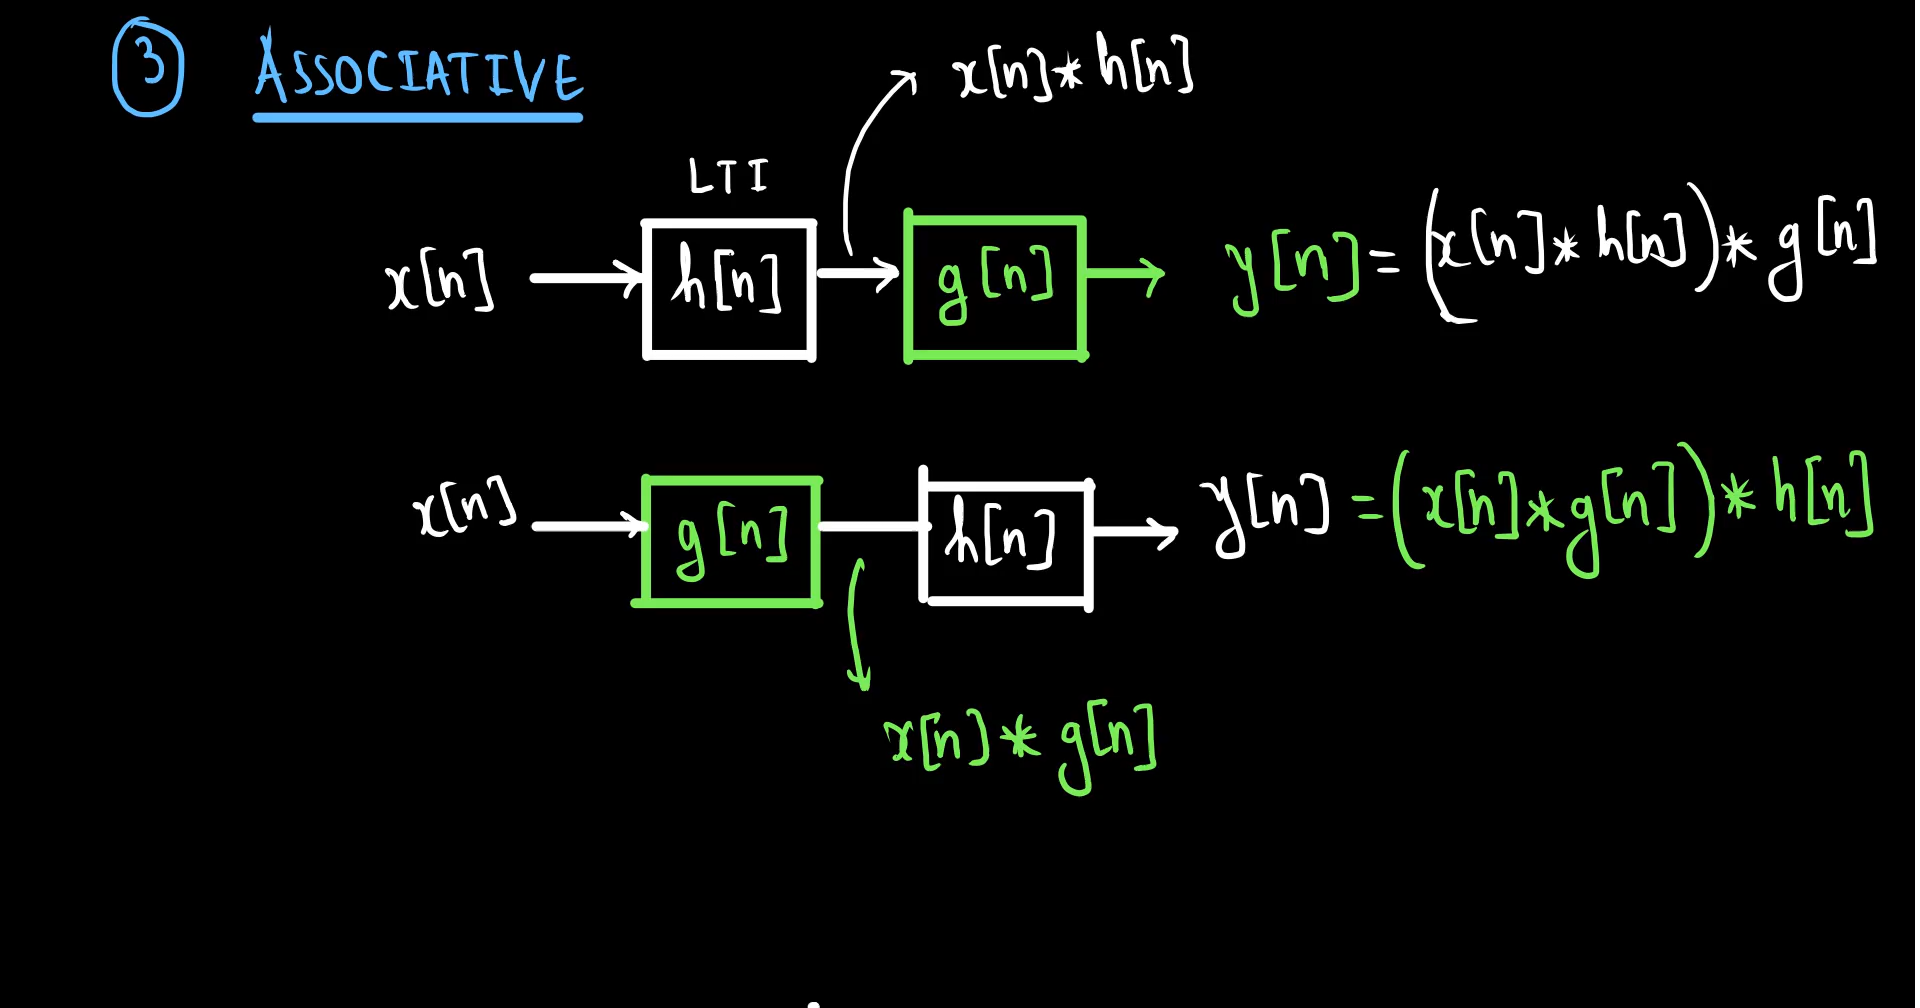 3 ASSOCIATIVE
x[n]*h[n]
LTI
x[n] h[n] g[n] y[n]=(x[n]*h[n])*g[n]
x[n] g[n] h[n] y[n]=(x[n]*g[n])*h[n]
x[n]*g[n]